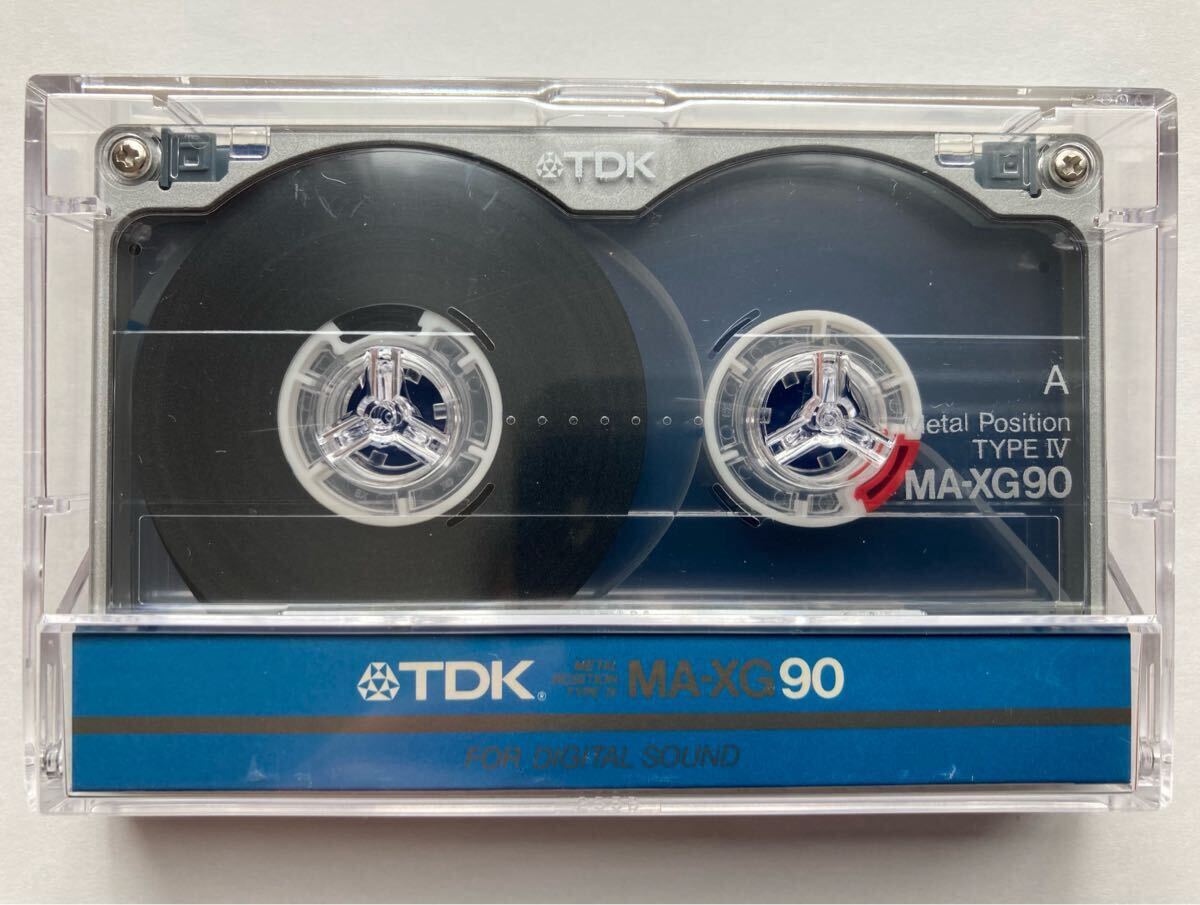 TDK
A
Metal Position
TYPE IV
MA-XG90
TDK®
METAL
POSITION
TYPE IV
MA-XG90
FOR DIGITAL SOUND